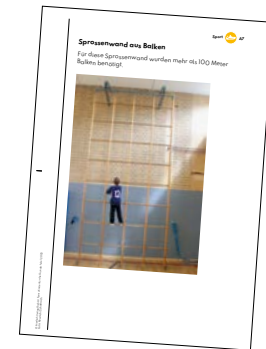 Sport
47
Sprossenwand aus Balken
Für diese Sprossenwand wurden mehr als 100 Meter
Balken benötigt.